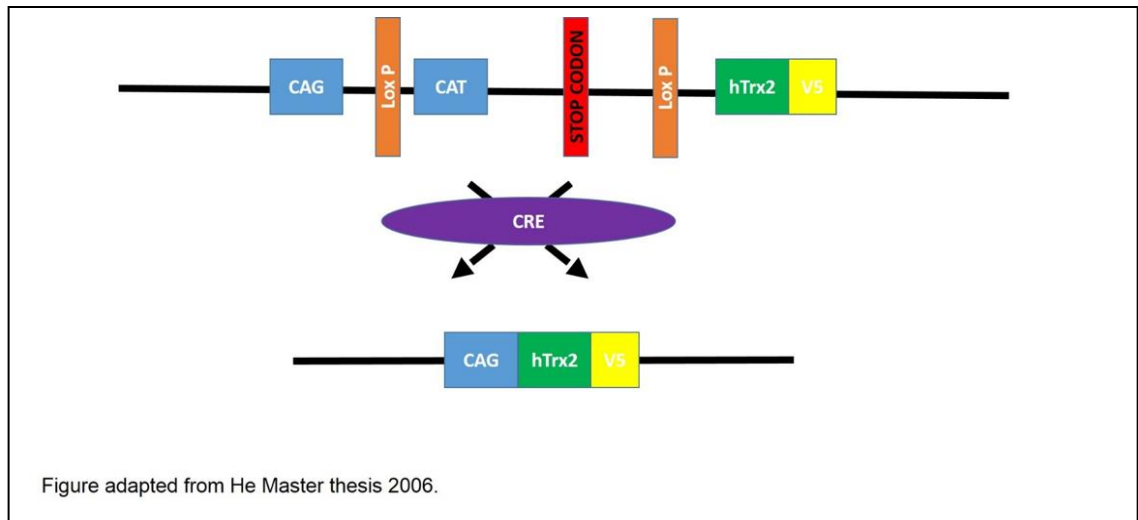 CAG
Lox P
CAT
STOP CODON
Lox P
hTrx2
V5
CRE
CAG
hTrx2
V5
Figure adapted from He Master thesis 2006.